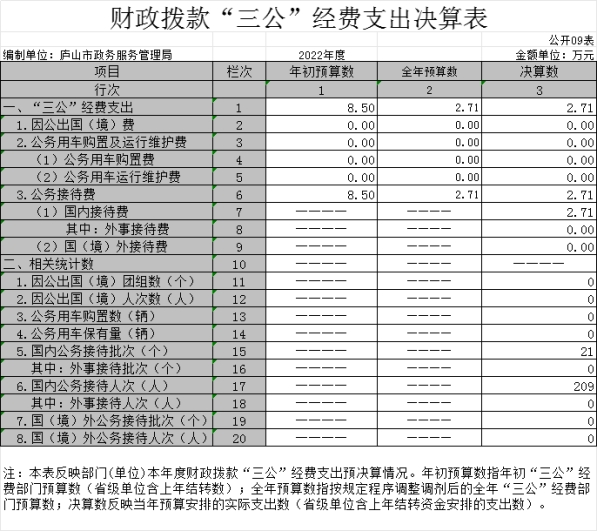 财政拨款“三公”经费支出决算表
公开09表
编制单位：庐山市政务服务管理局 2022年度 金额单位：万元
项目 栏次 年初预算数 全年预算数 决算数
行次 1 2 3
一、“三公”经费支出 1 8.50 2.71 2.71
1.因公出国（境）费 2 0.00 0.00 0.00
2.公务用车购置及运行维护费 3 0.00 0.00 0.00
（1）公务用车购置费 4 0.00 0.00 0.00
（2）公务用车运行维护费 5 0.00 0.00 0.00
3.公务接待费 6 8.50 2.71 2.71
（1）国内接待费 7 ———— ———— 2.71
其中：外事接待费 8 ———— ———— 0.00
（2）国（境）外接待费 9 ———— ———— 0.00
二、相关统计数 10 ———— ———— ————
1.因公出国（境）团组数（个） 11 ———— ———— 0
2.因公出国（境）人次数（人） 12 ———— ———— 0
3.公务用车购置数（辆） 13 ———— ———— 0
4.公务用车保有量（辆） 14 ———— ———— 0
5.国内公务接待批次（个） 15 ———— ———— 21
其中：外事接待批次（个） 16 ———— ———— 0
6.国内公务接待人次（人） 17 ———— ———— 209
其中：外事接待人次（人） 18 ———— ———— 0
7.国（境）外公务接待批次（个） 19 ———— ———— 0
8.国（境）外公务接待人次（人） 20 ———— ———— 0
注：本表反映部门(单位)本年度财政拨款“三公”经费支出预决算情况。年初预算数指年初“三公”经
费部门预算数（省级单位含上年结转数）；全年预算数指按规定程序调整调剂后的全年“三公”经费部
门预算数；决算数反映当年预算安排的实际支出数（省级单位含上年结转资金安排的支出数）。